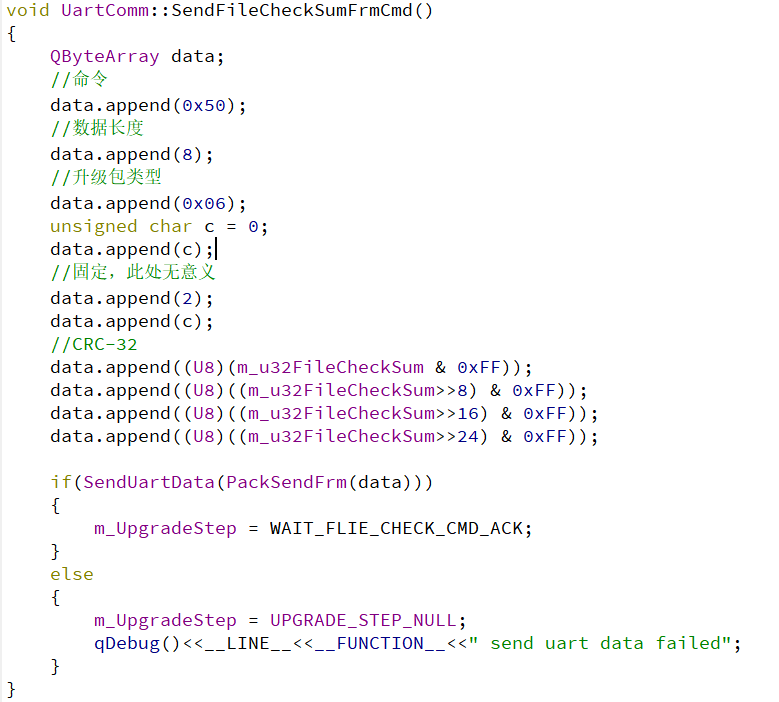 void UartComm::SendFileCheckSumFrmCmd()
{
    QByteArray data;
    //命令
    data.append(0x50);
    //数据长度
    data.append(8);
    //升级包类型
    data.append(0x06);
    unsigned char c = 0;
    data.append(c);
    //固定，此处无意义
    data.append(2);
    data.append(c);
    //CRC-32
    data.append((U8)(m_u32FileCheckSum & 0xFF));
    data.append((U8)((m_u32FileCheckSum>>8) & 0xFF));
    data.append((U8)((m_u32FileCheckSum>>16) & 0xFF));
    data.append((U8)((m_u32FileCheckSum>>24) & 0xFF));

    if(SendUartData(PackSendFrm(data)))
    {
        m_UpgradeStep = WAIT_FLIE_CHECK_CMD_ACK;
    }
    else
    {
        m_UpgradeStep = UPGRADE_STEP_NULL;
        qDebug()<<__LINE__<<__FUNCTION__<<" send uart data failed";
    }
}